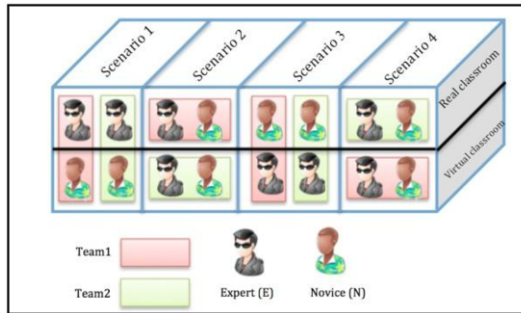 Scenario 1
Scenario 2
Scenario 3
Scenario 4
Real classroom
Virtual classroom
Team1
Team2
Expert (E)
Novice (N)